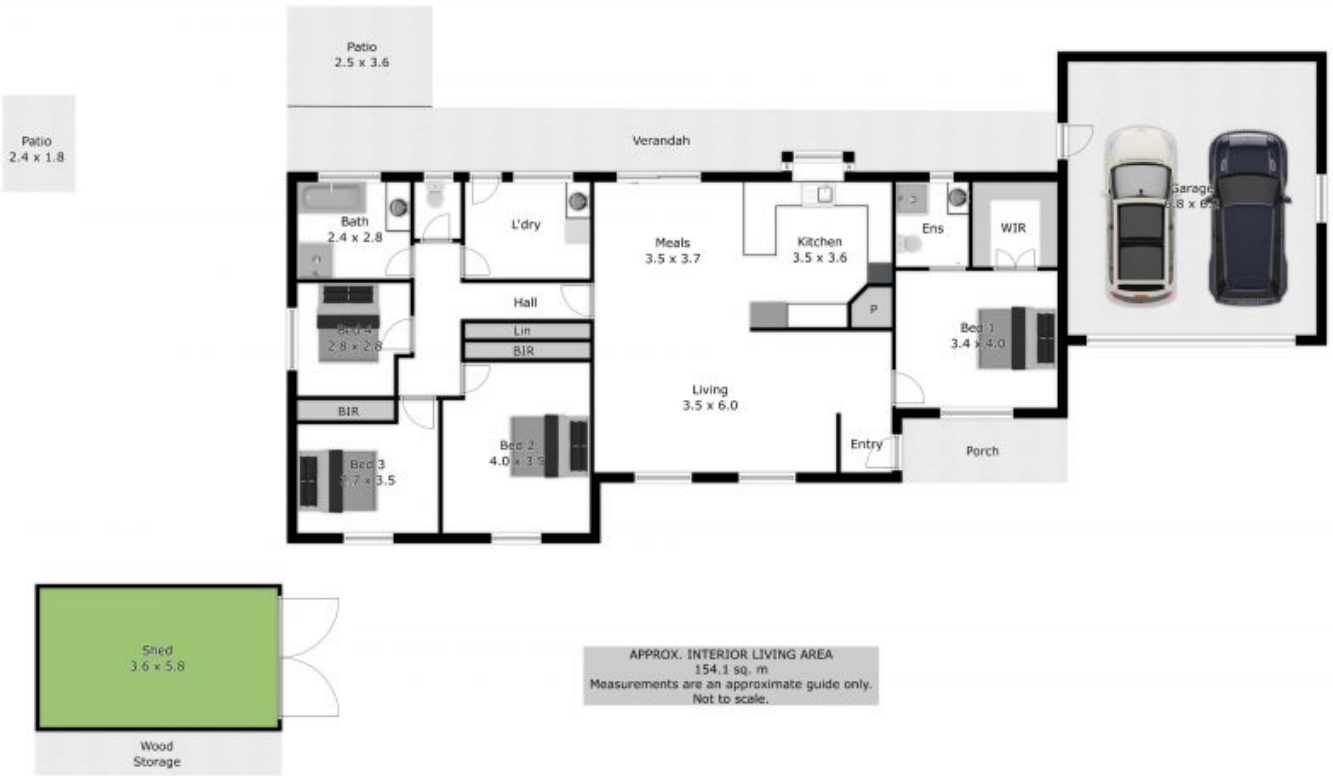 Patio
2.5 x 3.6
Patio
2.4 x 1.8
Verandah
Bath
2.4 x 2.8
L'dry
Meals
3.5 x 3.7
Kitchen
3.5 x 3.6
Ens
WIR
Garage
Hall
Lin
BIR
P
Bed 4
2.8 x 2.8
Bed 1
3.4 x 4.0
Living
3.5 x 6.0
BIR
Entry
Porch
Bed 2
4.0 x
Bed 3
x 3.5
Shed
3.6 x 5.8
Wood
Storage
APPROX. INTERIOR LIVING AREA
154.1 sq. m
Measurements are an approximate guide only.
Not to scale.